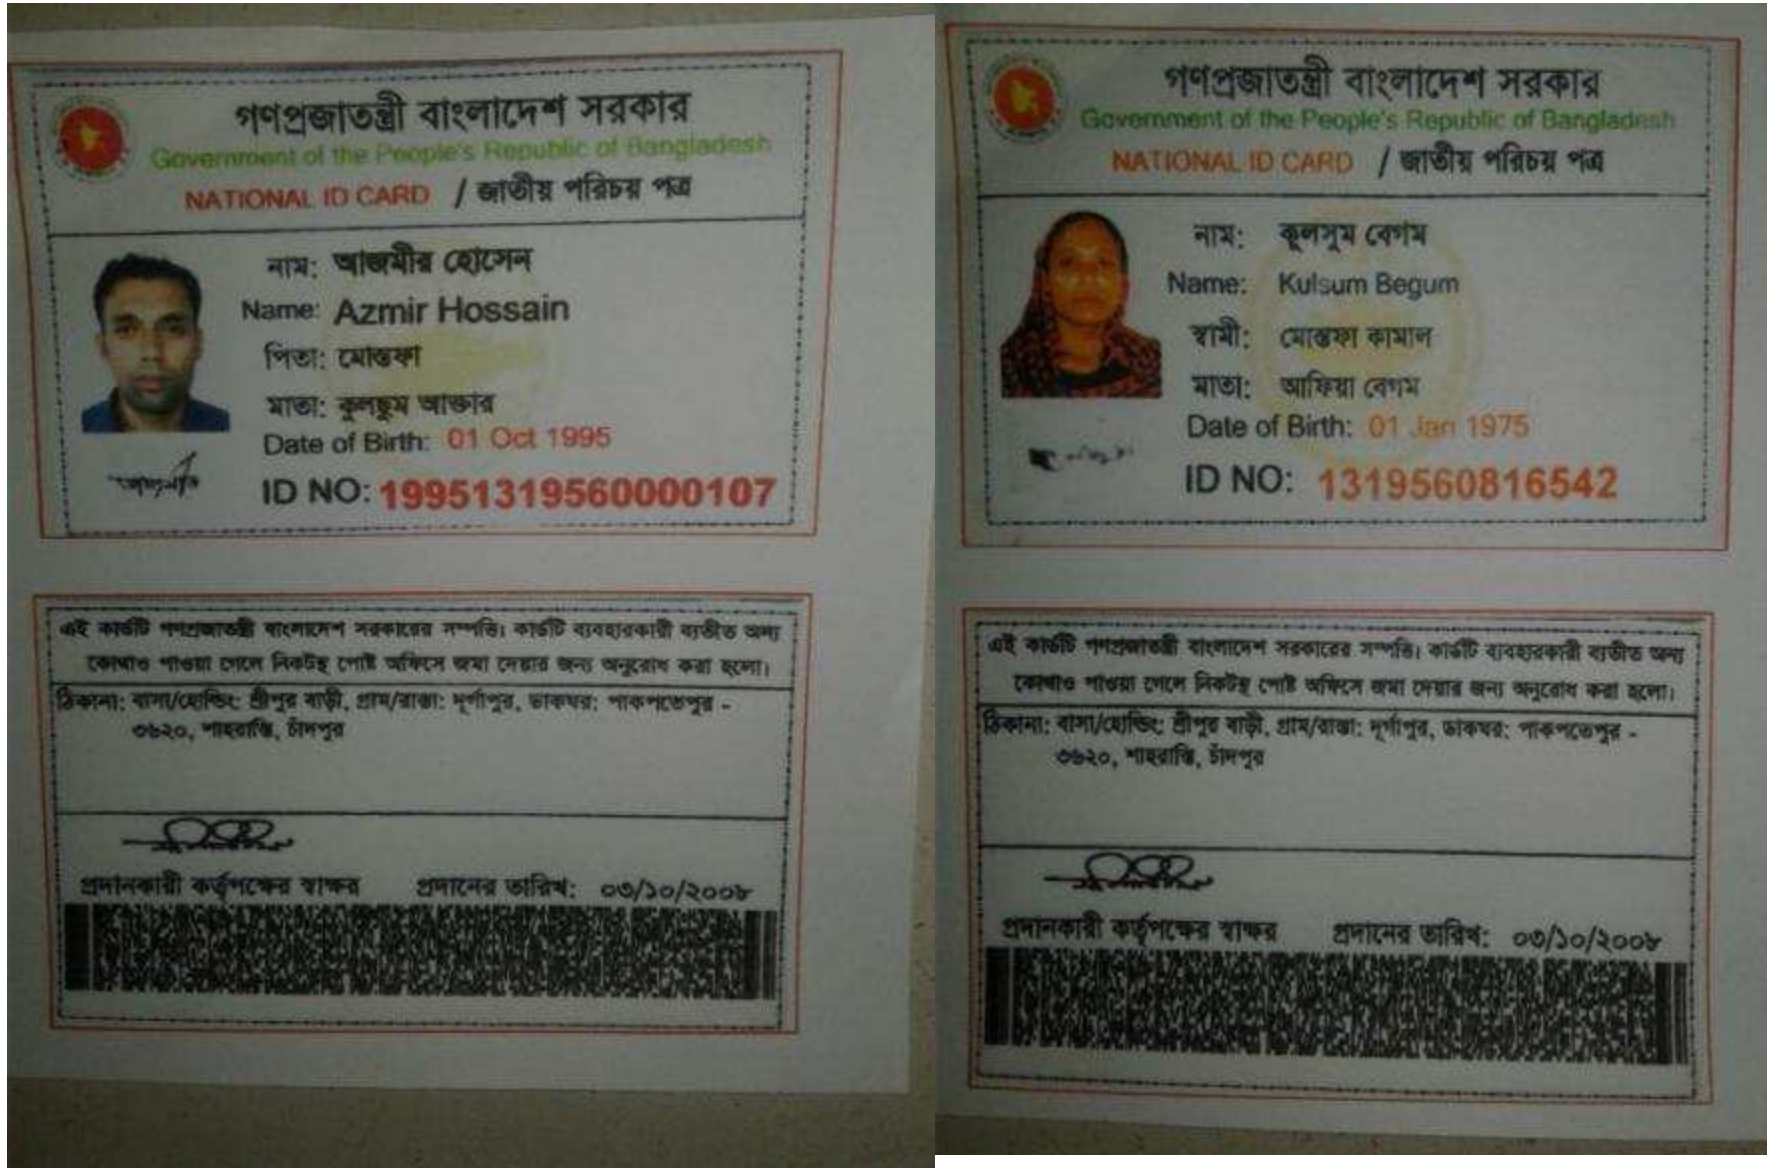 গণপ্রজাতন্ত্রী বাংলাদেশ সরকার
Government of the People's Republic of Bangladesh
NATIONAL ID CARD / জাতীয় পরিচয় পত্র
নাম: আজমীর হোসেন
Name: Azmir Hossain
পিতা: মোস্তফা
মাতা: কুলছুম আক্তার
Date of Birth: 01 Oct 1995
ID NO: 19951319560000107
এই কার্ডটি গণপ্রজাতন্ত্রী বাংলাদেশ সরকারের সম্পত্তি। কার্ডটি ব্যবহারকারী ব্যতীত অন্য
কোথাও পাওয়া গেলে নিকটস্থ পোষ্ট অফিসে জমা দেয়ার জন্য অনুরোধ করা হলো।
ঠিকানা: বাসা/হোল্ডিং: শ্রীপুর বাড়ী, গ্রাম/রাস্তা: দূর্গাপুর, ডাকঘর: পাকপতেপুর -
৩৬২০, শাহরাস্তি, চাঁদপুর
প্রদানকারী কর্তৃপক্ষের স্বাক্ষর প্রদানের তারিখ: ০৩/১০/২০০৮
গণপ্রজাতন্ত্রী বাংলাদেশ সরকার
Government of the People's Republic of Bangladesh
NATIONAL ID CARD / জাতীয় পরিচয় পত্র
নাম: কুলসুম বেগম
Name: Kulsum Begum
স্বামী: মোস্তফা কামাল
মাতা: আফিয়া বেগম
Date of Birth: 01 Jan 1975
ID NO: 1319560816542
এই কার্ডটি গণপ্রজাতন্ত্রী বাংলাদেশ সরকারের সম্পত্তি। কার্ডটি ব্যবহারকারী ব্যতীত অন্য
কোথাও পাওয়া গেলে নিকটস্থ পোষ্ট অফিসে জমা দেয়ার জন্য অনুরোধ করা হলো।
ঠিকানা: বাসা/হোল্ডিং: শ্রীপুর বাড়ী, গ্রাম/রাস্তা: দূর্গাপুর, ডাকঘর: পাকপতেপুর -
৩৬২০, শাহরাস্তি, চাঁদপুর
প্রদানকারী কর্তৃপক্ষের স্বাক্ষর প্রদানের তারিখ: ০৩/১০/২০০৮